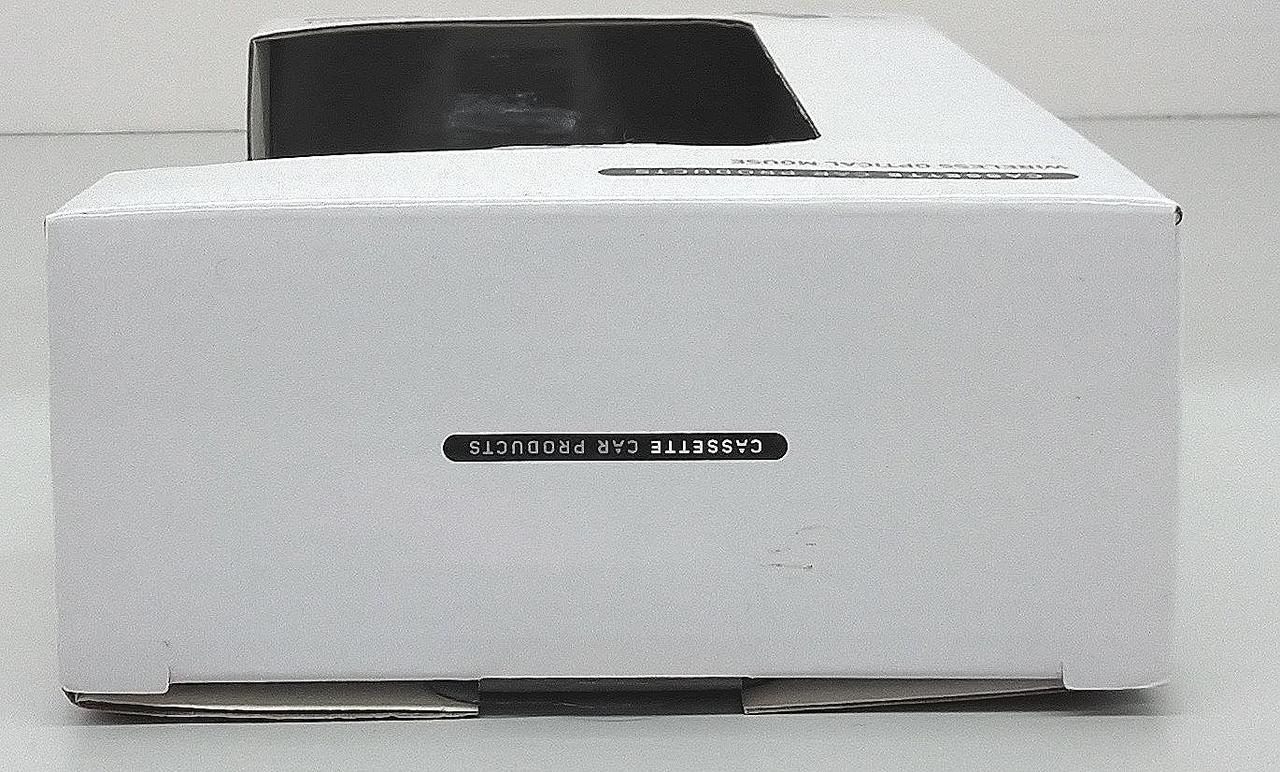 WIRELESS OPTICAL MOUSE
CASSETTE CAR PRODUCTS
CASSETTE CAR PRODUCTS